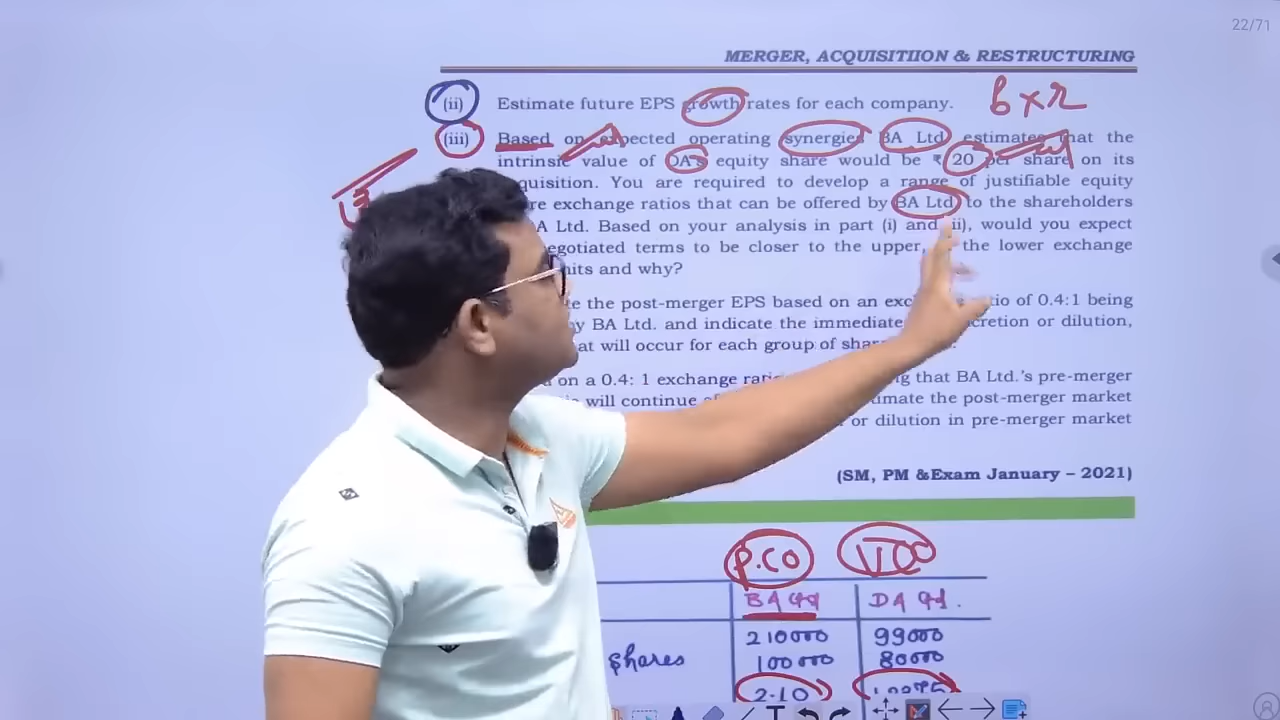 22/71
MERGER, ACQUISITIION & RESTRUCTURING
(ii) Estimate future EPS growth rates for each company. b x r
(iii) Based on expected operating synergies BA Ltd estimates that the
intrinsic value of DA's equity share would be ₹ 20 per share on its
quisition. You are required to develop a range of justifiable equity
re exchange ratios that can be offered by BA Ltd to the shareholders
A Ltd. Based on your analysis in part (i) and ii), would you expect
egotiated terms to be closer to the upper, the lower exchange
its and why?
te the post-merger EPS based on an exc io of 0.4:1 being
y BA Ltd. and indicate the immediate cretion or dilution,
at will occur for each group of shar
on a 0.4: 1 exchange g that BA Ltd.'s pre-merger
will continue imate the post-merger market
or dilution in pre-merger market
(SM, PM &Exam January – 2021)
P.CO
BA Ltd DA Ltd.
210000 99000
shares 100000 80000
2.10